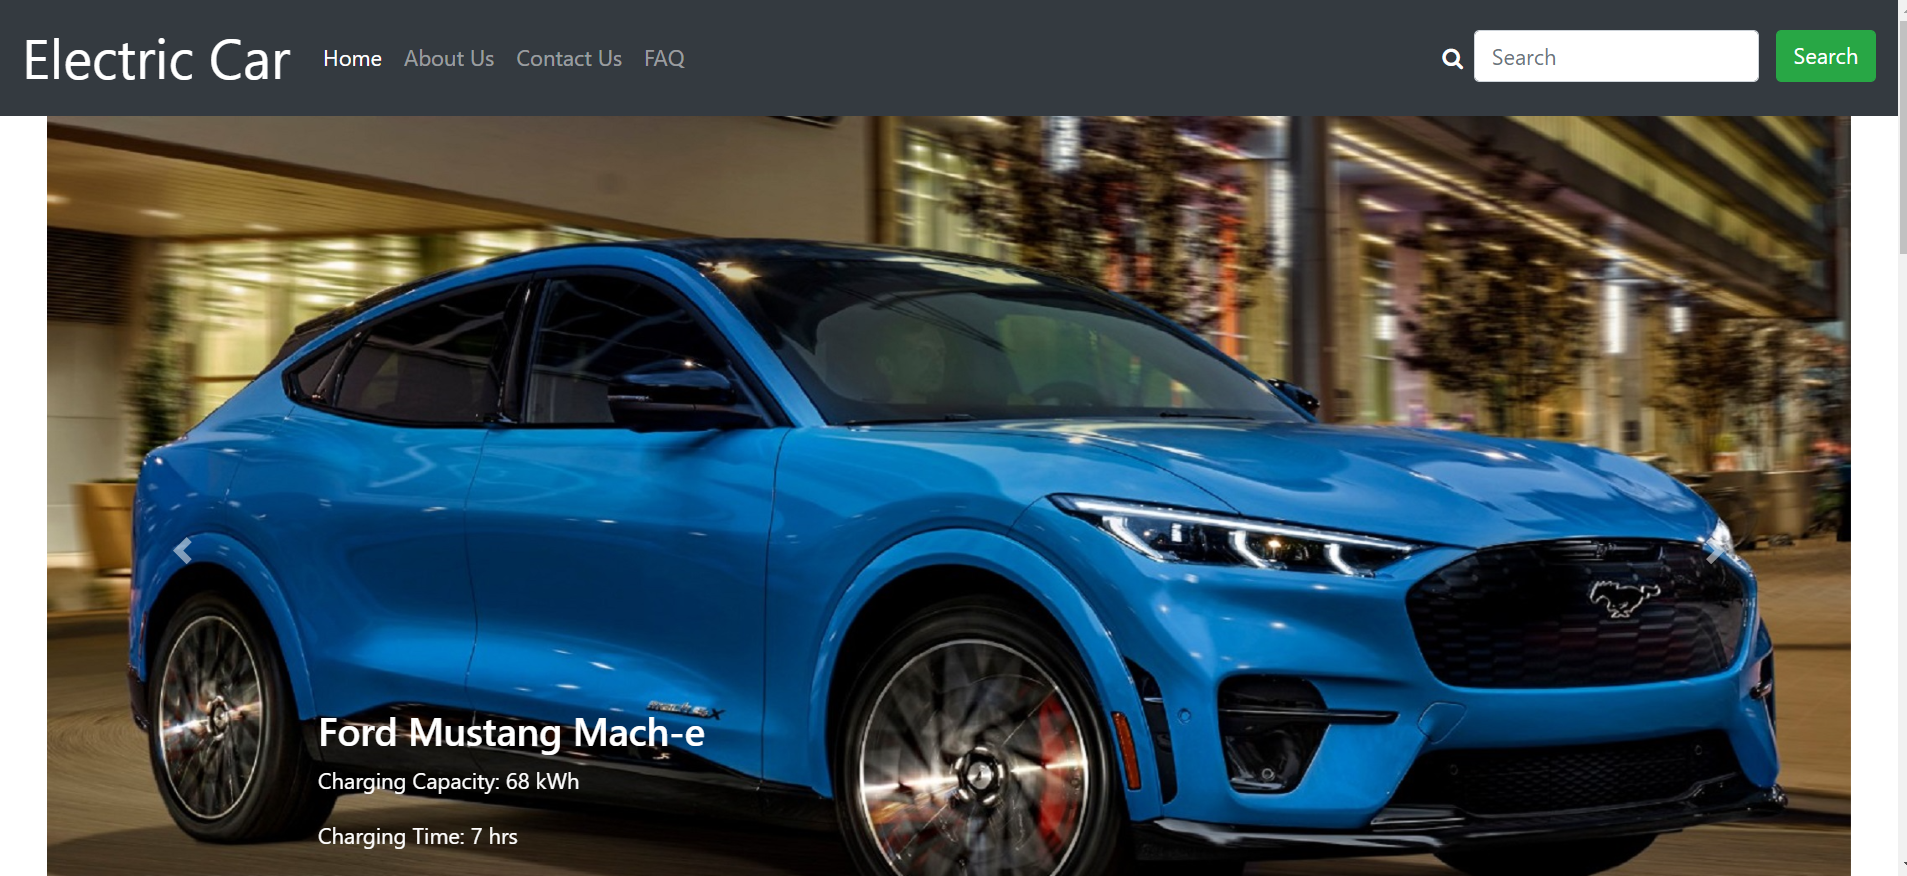 Electric Car
Home
About Us
Contact Us
FAQ
Search
Search
Ford Mustang Mach-e
Charging Capacity: 68 kWh
Charging Time: 7 hrs